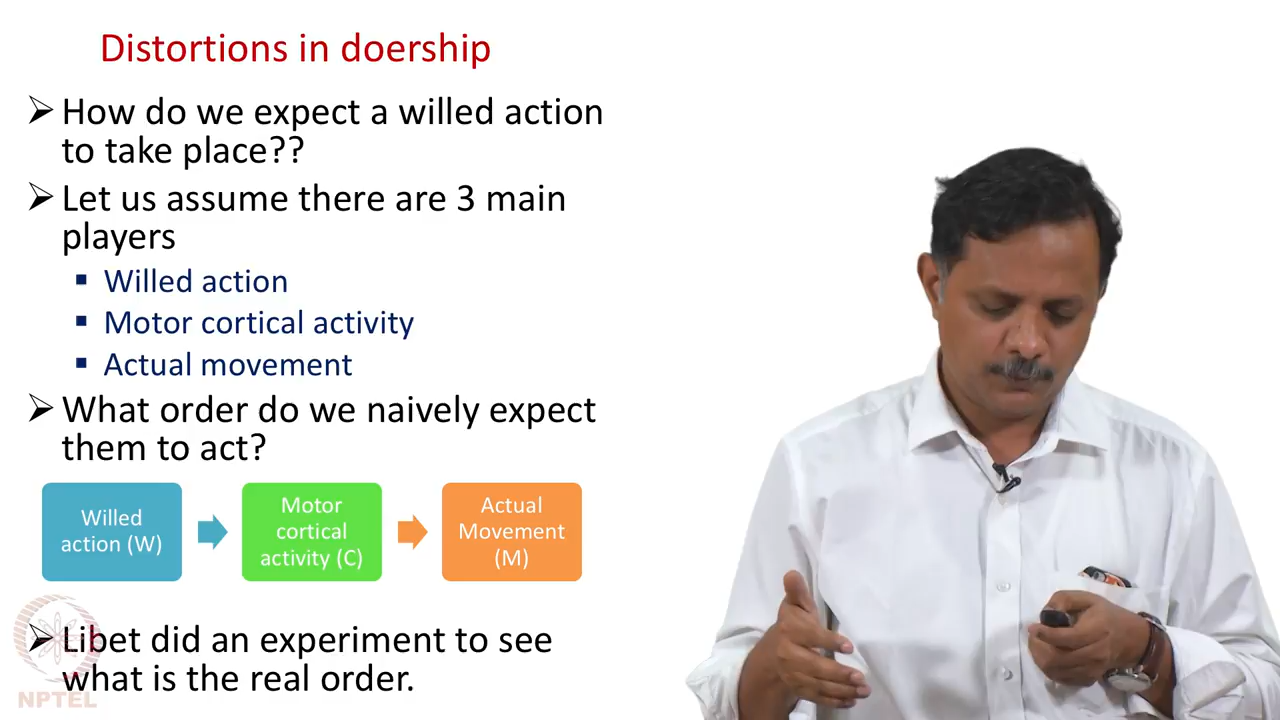 Distortions in doership
➢ How do we expect a willed action
to take place??
➢ Let us assume there are 3 main
players
▪ Willed action
▪ Motor cortical activity
▪ Actual movement
➢ What order do we naively expect
them to act?
Willed
action (W)
Motor
cortical
activity (C)
Actual
Movement
(M)
➢ Libet did an experiment to see
what is the real order.
NPTEL